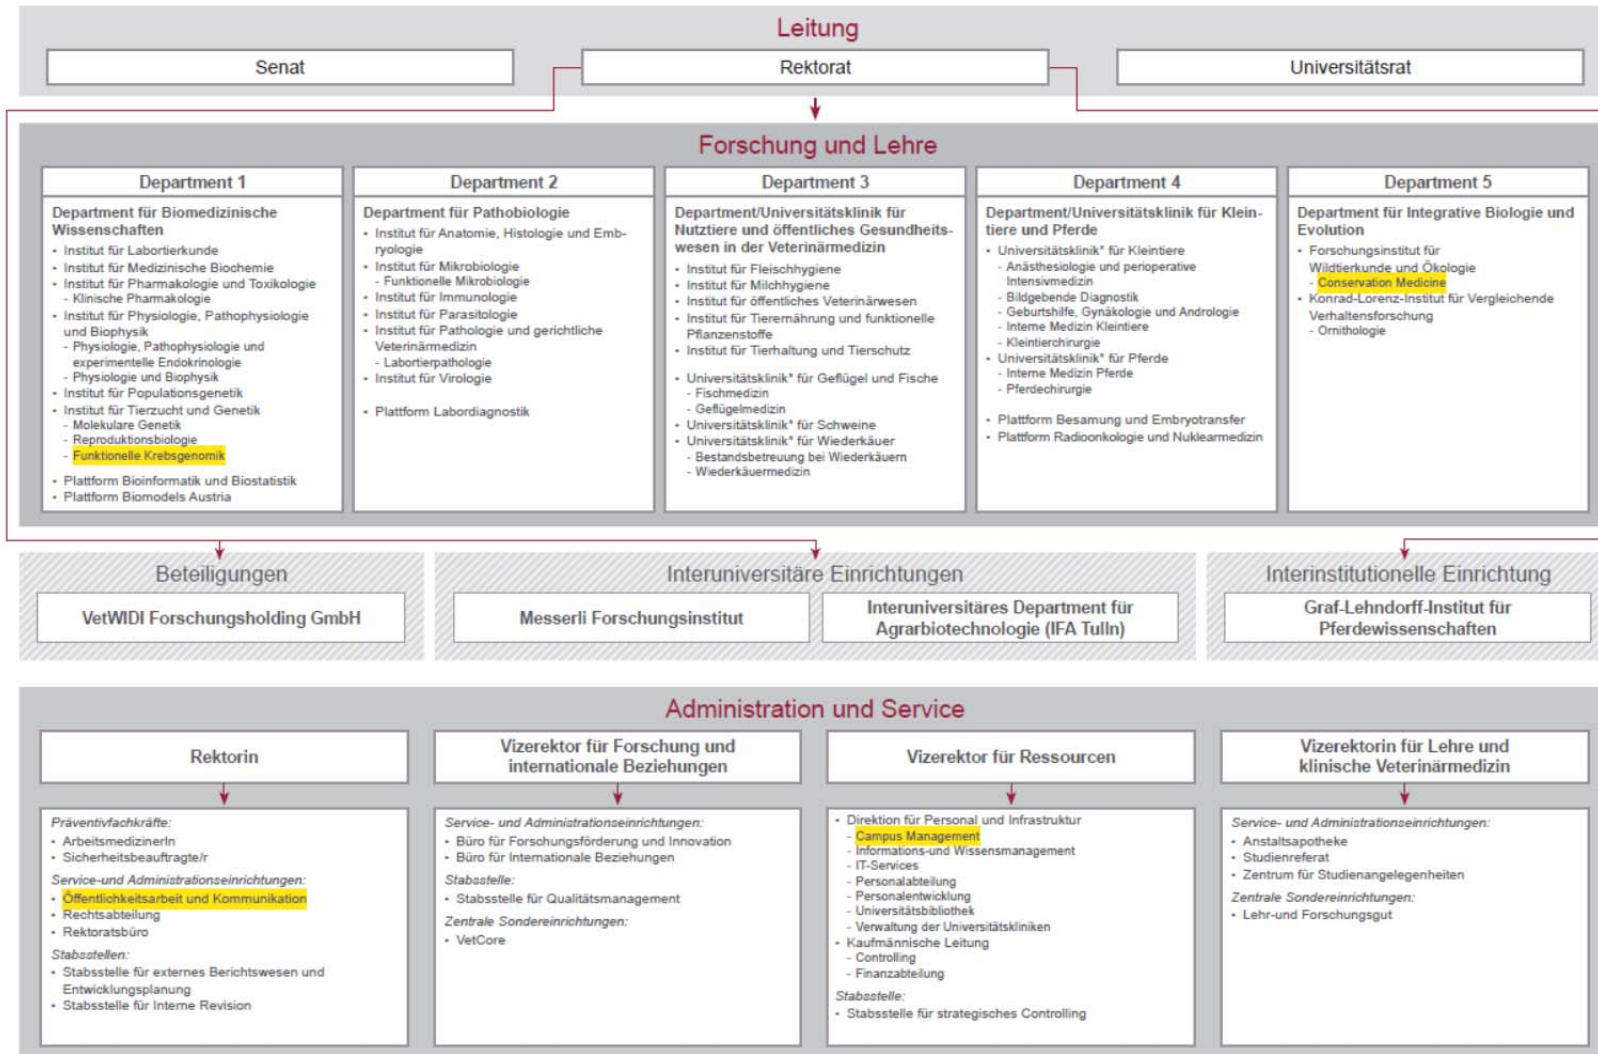 Leitung
Senat
Rektorat
Universitätsrat
Forschung und Lehre
Department 1
Department für Biomedizinische
Wissenschaften
• Institut für Labortierkunde
• Institut für Medizinische Biochemie
• Institut für Pharmakologie und Toxikologie
- Klinische Pharmakologie
• Institut für Physiologie, Pathophysiologie
und Biophysik
- Physiologie, Pathophysiologie und
experimentelle Endokrinologie
- Physiologie und Biophysik
• Institut für Populationsgenetik
• Institut für Tierzucht und Genetik
- Molekulare Genetik
- Reproduktionsbiologie
- Funktionelle Krebsgenomik
• Plattform Bioinformatik und Biostatistik
• Plattform Biomodels Austria
Department 2
Department für Pathobiologie
• Institut für Anatomie, Histologie und Emb-
ryologie
• Institut für Mikrobiologie
- Funktionelle Mikrobiologie
• Institut für Immunologie
• Institut für Parasitologie
• Institut für Pathologie und gerichtliche
Veterinärmedizin
- Labortierpathologie
• Institut für Virologie
• Plattform Labordiagnostik
Department 3
Department/Universitätsklinik für
Nutztiere und öffentliches Gesundheits-
wesen in der Veterinärmedizin
• Institut für Fleischhygiene
• Institut für Milchhygiene
• Institut für öffentliches Veterinärwesen
• Institut für Tierernährung und funktionelle
Pflanzenstoffe
• Institut für Tierhaltung und Tierschutz
• Universitätsklinik* für Geflügel und Fische
- Fischmedizin
- Geflügelmedizin
• Universitätsklinik* für Schweine
• Universitätsklinik* für Wiederkäuer
- Bestandsbetreuung bei Wiederkäuern
- Wiederkäuermedizin
Department 4
Department/Universitätsklinik für Klein-
tiere und Pferde
• Universitätsklinik* für Kleintiere
- Anästhesiologie und perioperative
Intensivmedizin
- Bildgebende Diagnostik
- Geburtshilfe, Gynäkologie und Andrologie
- Interne Medizin Kleintiere
- Kleintierchirurgie
• Universitätsklinik* für Pferde
- Interne Medizin Pferde
- Pferdechirurgie
• Plattform Besamung und Embryotransfer
• Plattform Radioonkologie und Nuklearmedizin
Department 5
Department für Integrative Biologie und
Evolution
• Forschungsinstitut für
Wildtierkunde und Ökologie
- Conservation Medicine
• Konrad-Lorenz-Institut für Vergleichende
Verhaltensforschung
- Ornithologie
Beteiligungen
VetWIDI Forschungsholding GmbH
Interuniversitäre Einrichtungen
Messerli Forschungsinstitut
Interuniversitäres Department für
Agrarbiotechnologie (IFA Tulln)
Interinstitutionelle Einrichtung
Graf-Lehndorff-Institut für
Pferdewissenschaften
Administration und Service
Rektorin
Präventivfachkräfte:
• ArbeitsmedizinerIn
• Sicherheitsbeauftragte/r
Service-und Administrationseinrichtungen:
• Öffentlichkeitsarbeit und Kommunikation
• Rechtsabteilung
• Rektoratsbüro
Stabsstellen:
• Stabsstelle für externes Berichtswesen und
Entwicklungsplanung
• Stabsstelle für Interne Revision
Vizerektor für Forschung und
internationale Beziehungen
Service- und Administrationseinrichtungen:
• Büro für Forschungsförderung und Innovation
• Büro für Internationale Beziehungen
Stabsstelle:
• Stabsstelle für Qualitätsmanagement
Zentrale Sondereinrichtungen:
• VetCore
Vizerektor für Ressourcen
• Direktion für Personal und Infrastruktur
- Campus Management
- Informations-und Wissensmanagement
- IT-Services
- Personalabteilung
- Personalentwicklung
- Universitätsbibliothek
- Verwaltung der Universitätskliniken
• Kaufmännische Leitung
- Controlling
- Finanzabteilung
Stabsstelle:
• Stabsstelle für strategisches Controlling
Vizerektorin für Lehre und
klinische Veterinärmedizin
Service- und Administrationseinrichtungen:
• Anstaltsapotheke
• Studienreferat
• Zentrum für Studienangelegenheiten
Zentrale Sondereinrichtungen:
• Lehr-und Forschungsgut